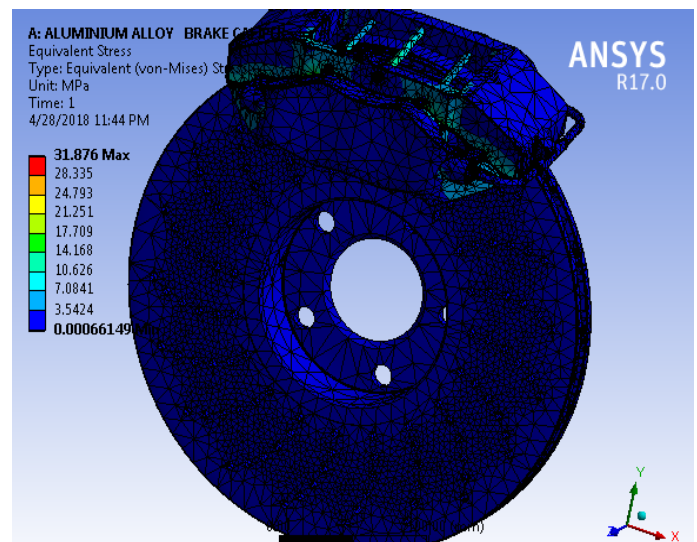 A: ALUMINIUM ALLOY BRAKE
Equivalent Stress
Type: Equivalent (von-Mises)
Unit: MPa
Time: 1
4/28/2018 11:44 PM
31.876 Max
28.335
24.793
21.251
17.709
14.168
10.626
7.0841
3.5424
0.00066149
ANSYS
R17.0
Y
X
Z